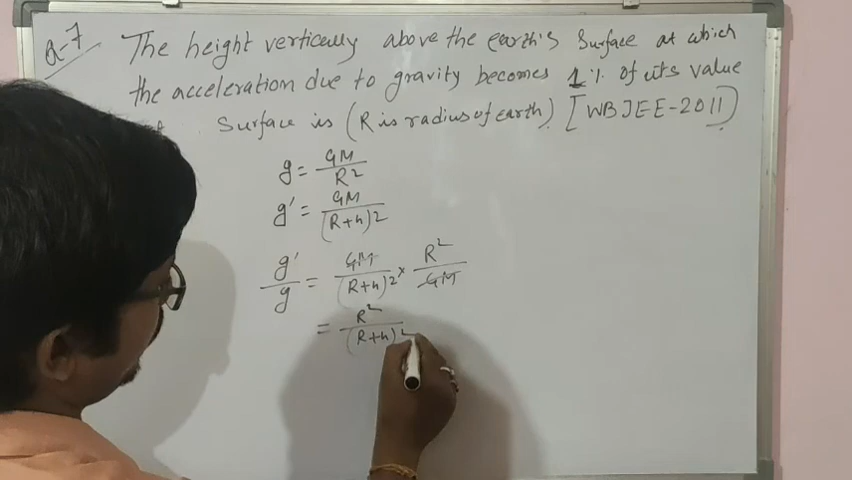 Q-7 The height vertically above the earth's surface at which
the acceleration due to gravity becomes 1% of its value
Surface is (R is radius of earth) [WBJEE-2011]
g = GM/R²
g' = GM/(R+h)²
g'/g = GM/(R+h)² × R²/GM
= R²/(R+h)²